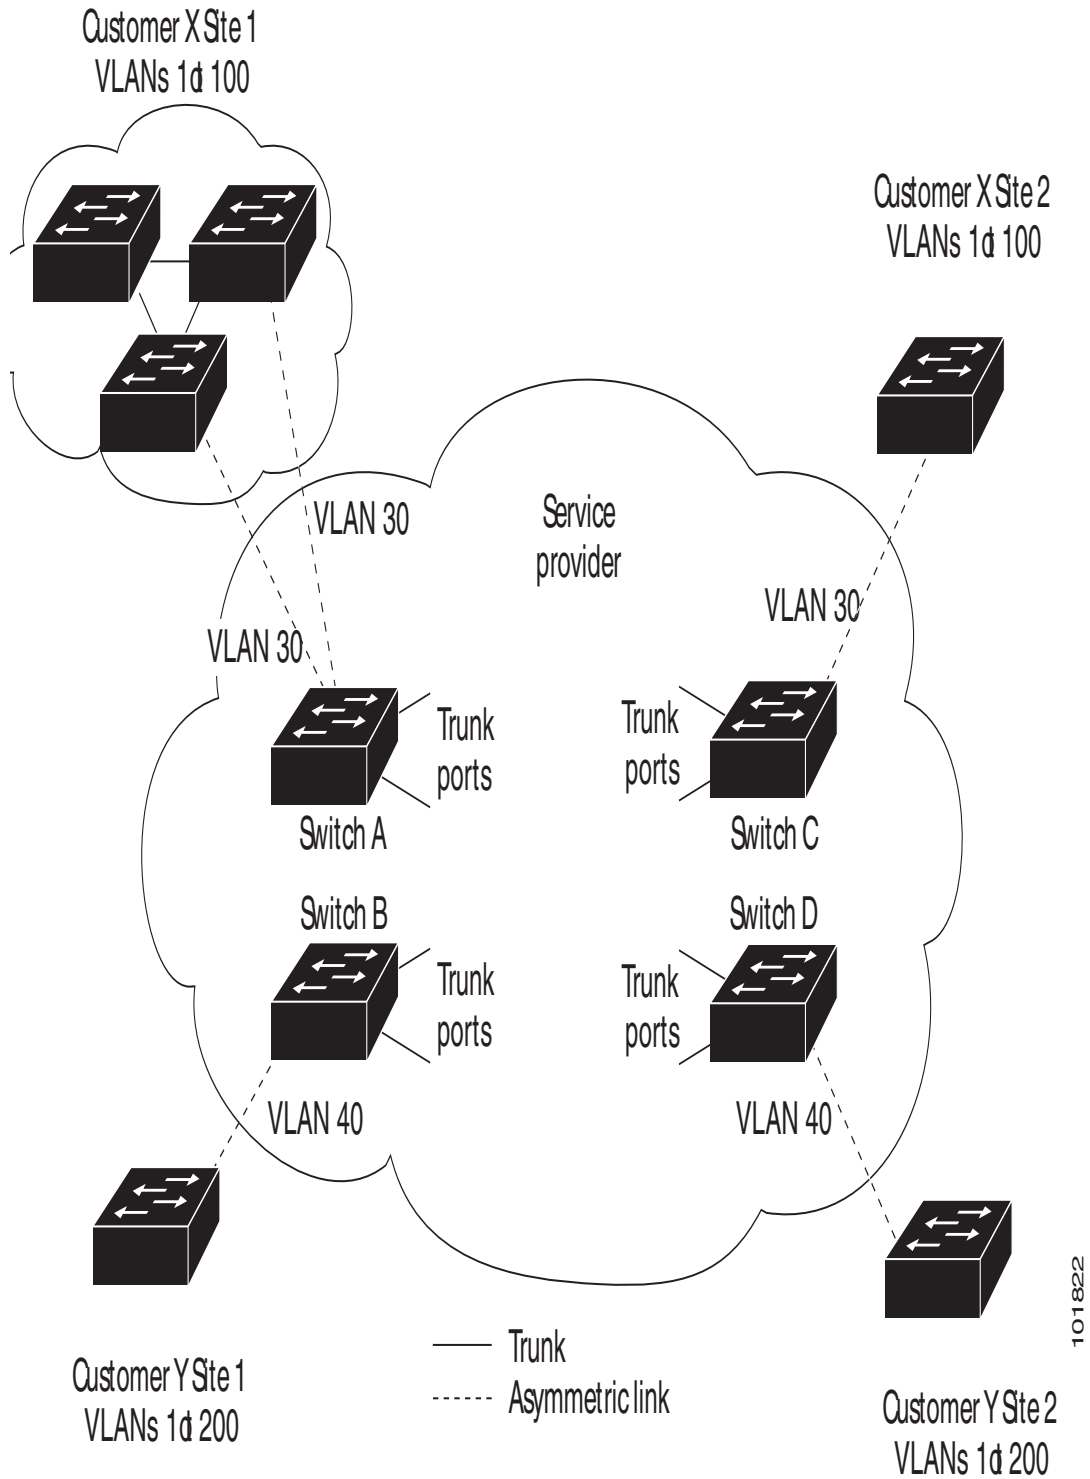 Customer X Site 1
VLANs 1 to 100
Customer X Site 2
VLANs 1 to 100
Service
provider
VLAN 30
VLAN 30
VLAN 30
Trunk
ports
Trunk
ports
Switch A
Switch C
Switch B
Switch D
Trunk
ports
Trunk
ports
VLAN 40
VLAN 40
Trunk
Asymmetric link
Customer Y Site 1
VLANs 1 to 200
Customer Y Site 2
VLANs 1 to 200
101822